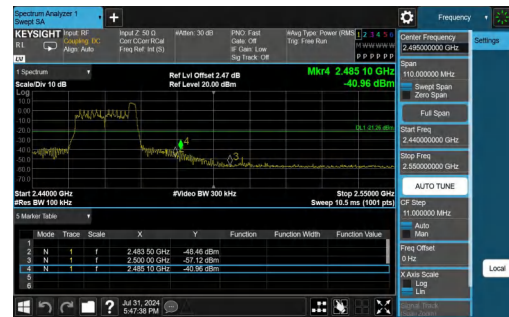 Spectrum Analyzer 1
Swept SA
Frequency
Settings
KEYSIGHT
RL
Input: RF
Coupling: DC
Align: Auto
Input Z: 50 Ω
Corr CCorr RCal
Freq Ref: Int (S)
#Atten: 30 dB
PNO: Fast
Gate: Off
IF Gain: Low
Sig Track: Off
#Avg Type: Power (RMS)
Trig: Free Run
1 2 3 4 5 6
M W W W W W
P P P P P P
LV
1 Spectrum
Scale/Div 10 dB
Ref Lvl Offset 2.47 dB
Ref Level 20.00 dBm
Mkr4 2.485 10 GHz
-40.96 dBm
Log
10.0
0.00
-10.0
-20.0
-30.0
-40.0
-50.0
-60.0
-70.0
DL1 -21.26 dBm
4
3
Start 2.44000 GHz
#Res BW 100 kHz
#Video BW 300 kHz
Stop 2.55000 GHz
Sweep 10.5 ms (1001 pts)
5 Marker Table
Mode Trace Scale X Y Function Function Width Function Value
1
2 N 1 f 2.483 50 GHz -48.46 dBm
3 N 1 f 2.500 00 GHz -57.12 dBm
4 N 1 f 2.485 10 GHz -40.96 dBm
5
6
Jul 31, 2024
5:47:38 PM
Center Frequency
2.495000000 GHz
Span
110.000000 MHz
Swept Span
Zero Span
Full Span
Start Freq
2.440000000 GHz
Stop Freq
2.550000000 GHz
AUTO TUNE
CF Step
11.000000 MHz
Auto
Man
Freq Offset
0 Hz
X Axis Scale
Log
Lin
Signal Track
Local